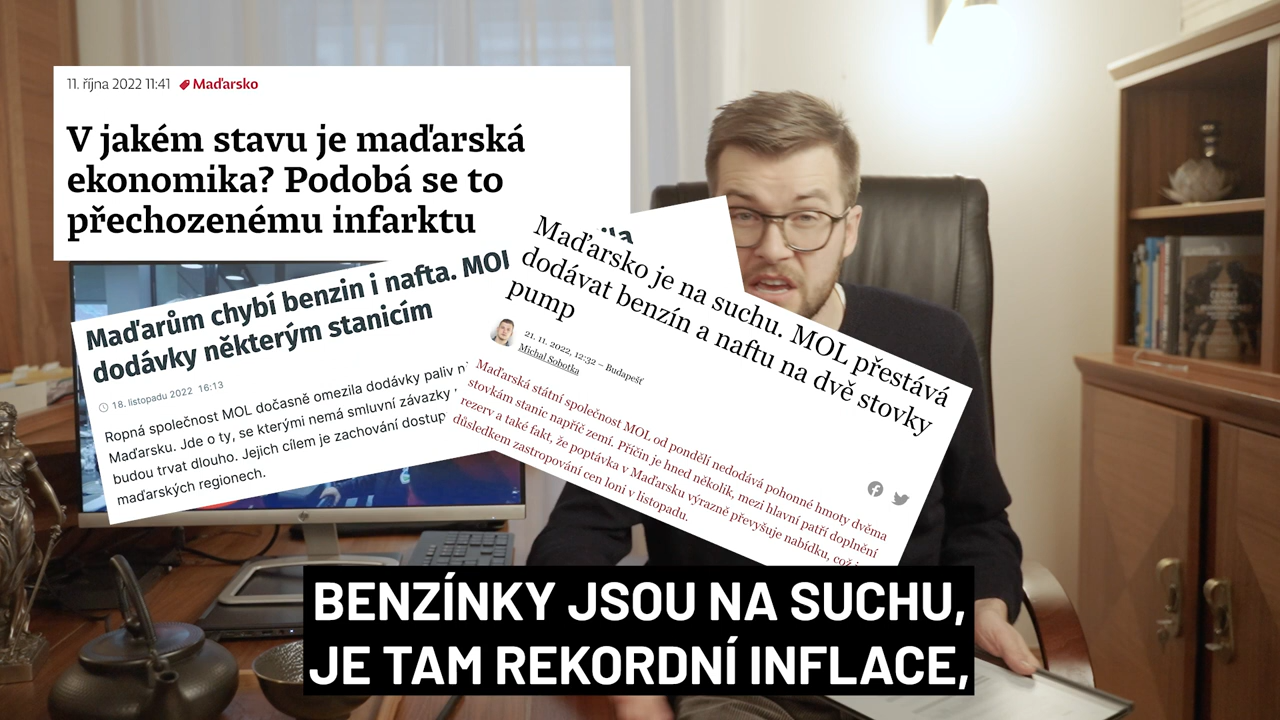 11. října 2022 11:41 Maďarsko
V jakém stavu je maďarská
ekonomika? Podobá se to
přechozenému infarktu
Maďarům chybí benzin i nafta. MOL
dodávky některým stanicím
18. listopadu 2022 16:13
Ropná společnost MOL dočasně omezila dodávky paliv
Maďarsku. Jde o ty, se kterými nemá smluvní závazky
budou trvat dlouho. Jejich cílem je zachování
maďarských regionech.
Maďarsko je na suchu. MOL přestává
dodávat benzín a naftu na dvě stovky
pump
21. 11. 2022, 12:32 – Budapešť
Michal Sobotka
Maďarská státní společnost MOL od pondělí nedodává pohonné hmoty dvěma
stovkám stanic napříč zemí. Příčin je hned několik, mezi hlavní patří doplnění
rezerv a také fakt, že poptávka v Maďarsku výrazně převyšuje nabídku, což
důsledkem zastropování cen loni v listopadu.
BENZÍNKY JSOU NA SUCHU,
JE TAM REKORDNÍ INFLACE,